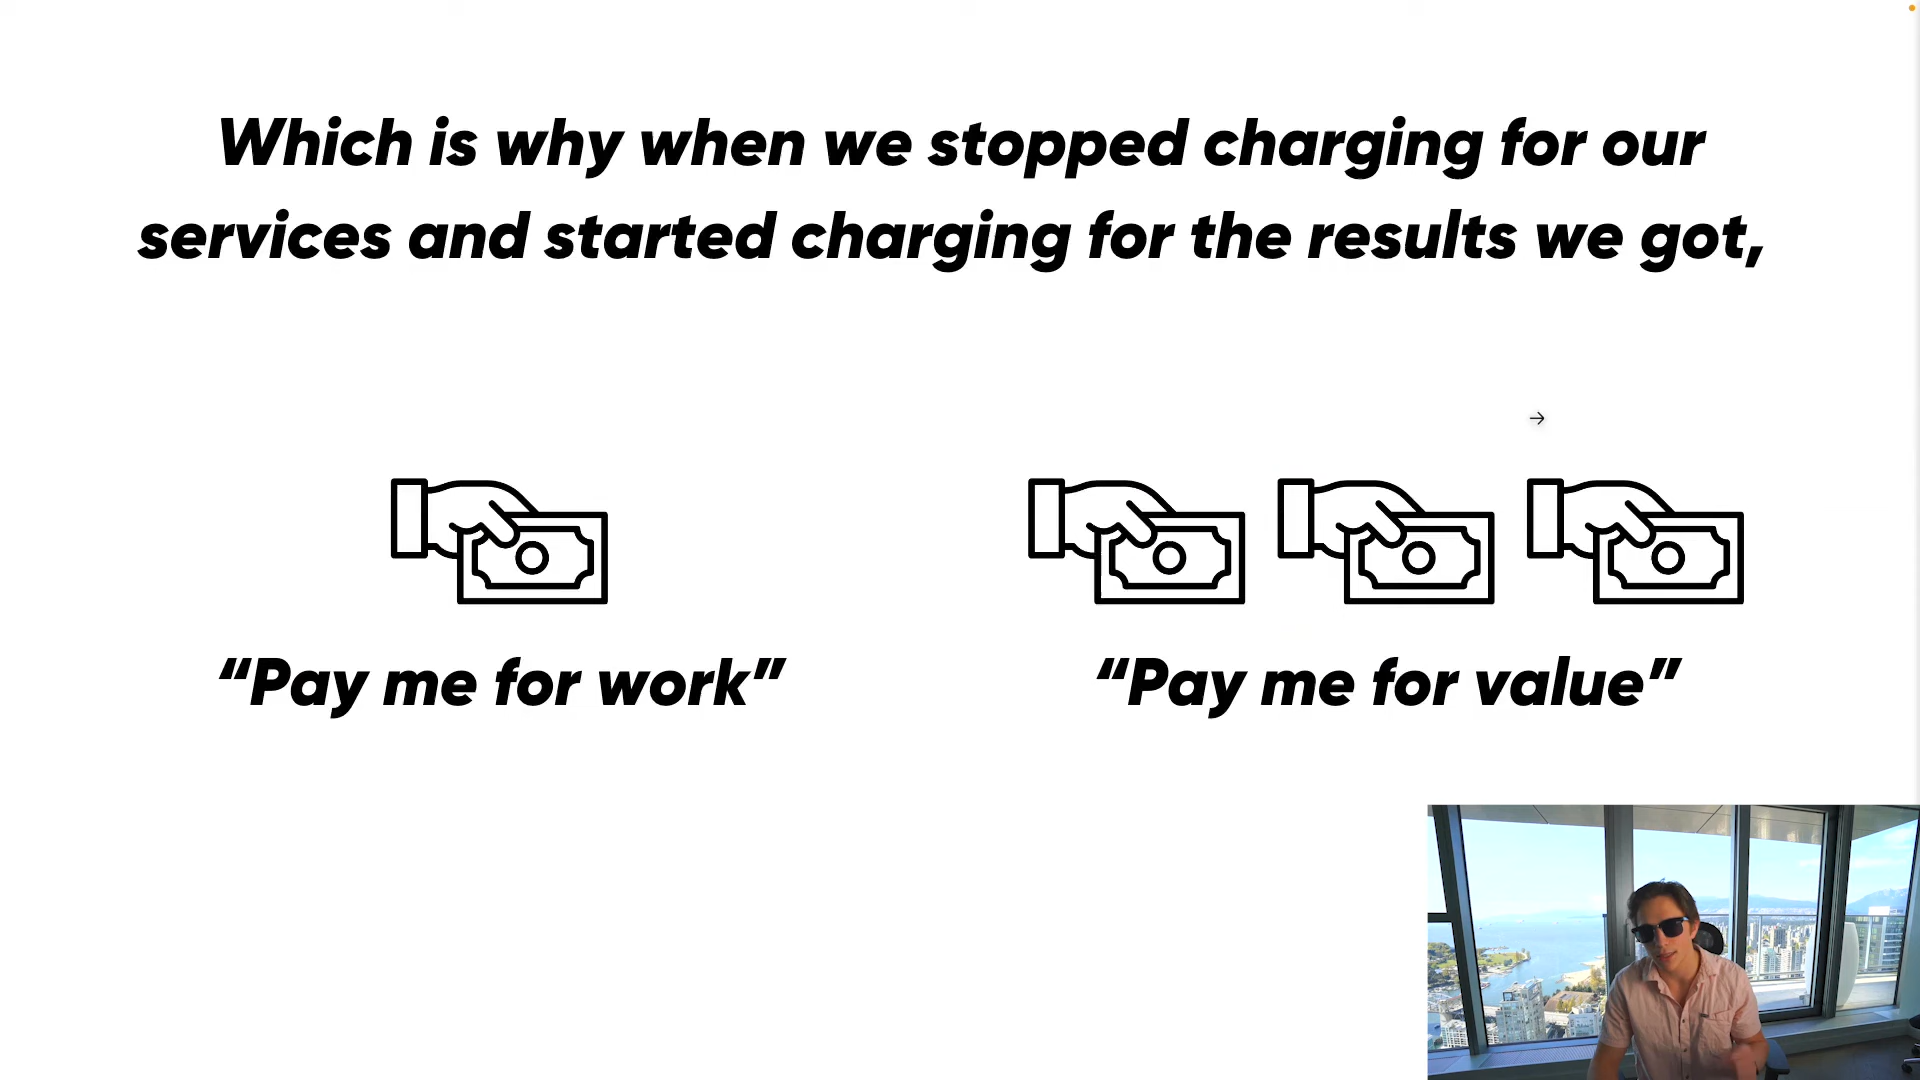 Which is why when we stopped charging for our
services and started charging for the results we got,
“Pay me for work”
“Pay me for value”